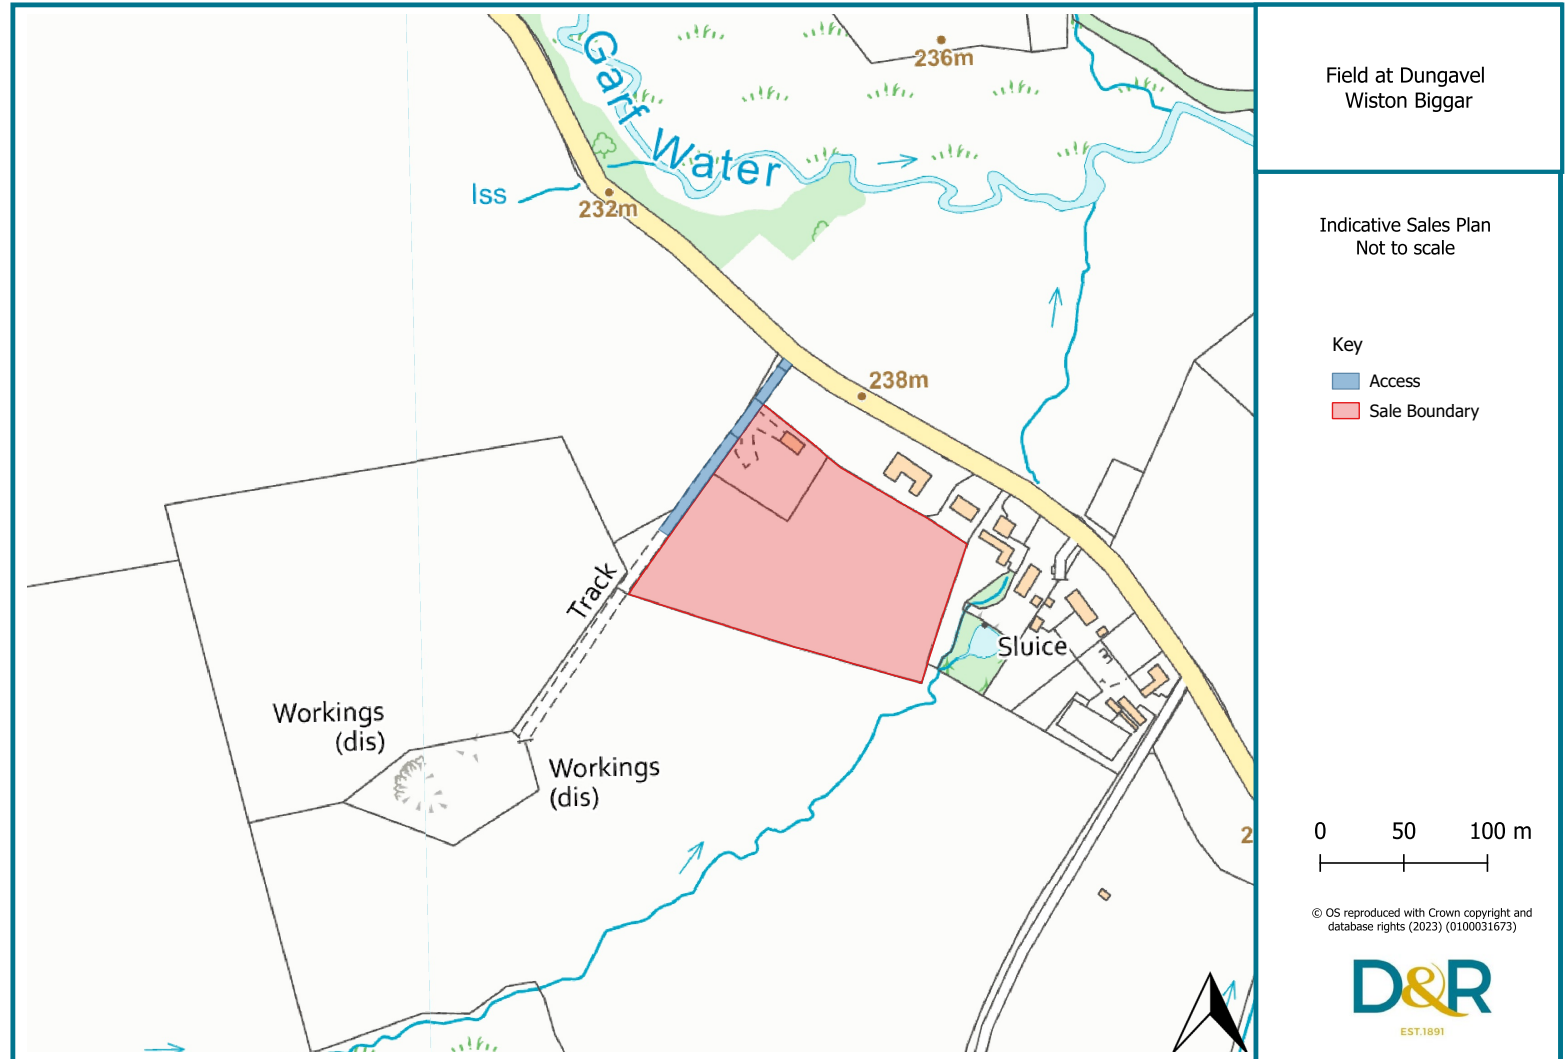 Garf Water
236m
Iss
232m
238m
Track
Sluice
Workings
(dis)
Workings
(dis)
2
Field at Dungavel
Wiston Biggar
Indicative Sales Plan
Not to scale
Key
Access
Sale Boundary
0 50 100 m
© OS reproduced with Crown copyright and
database rights (2023) (0100031673)
D&R
EST.1891